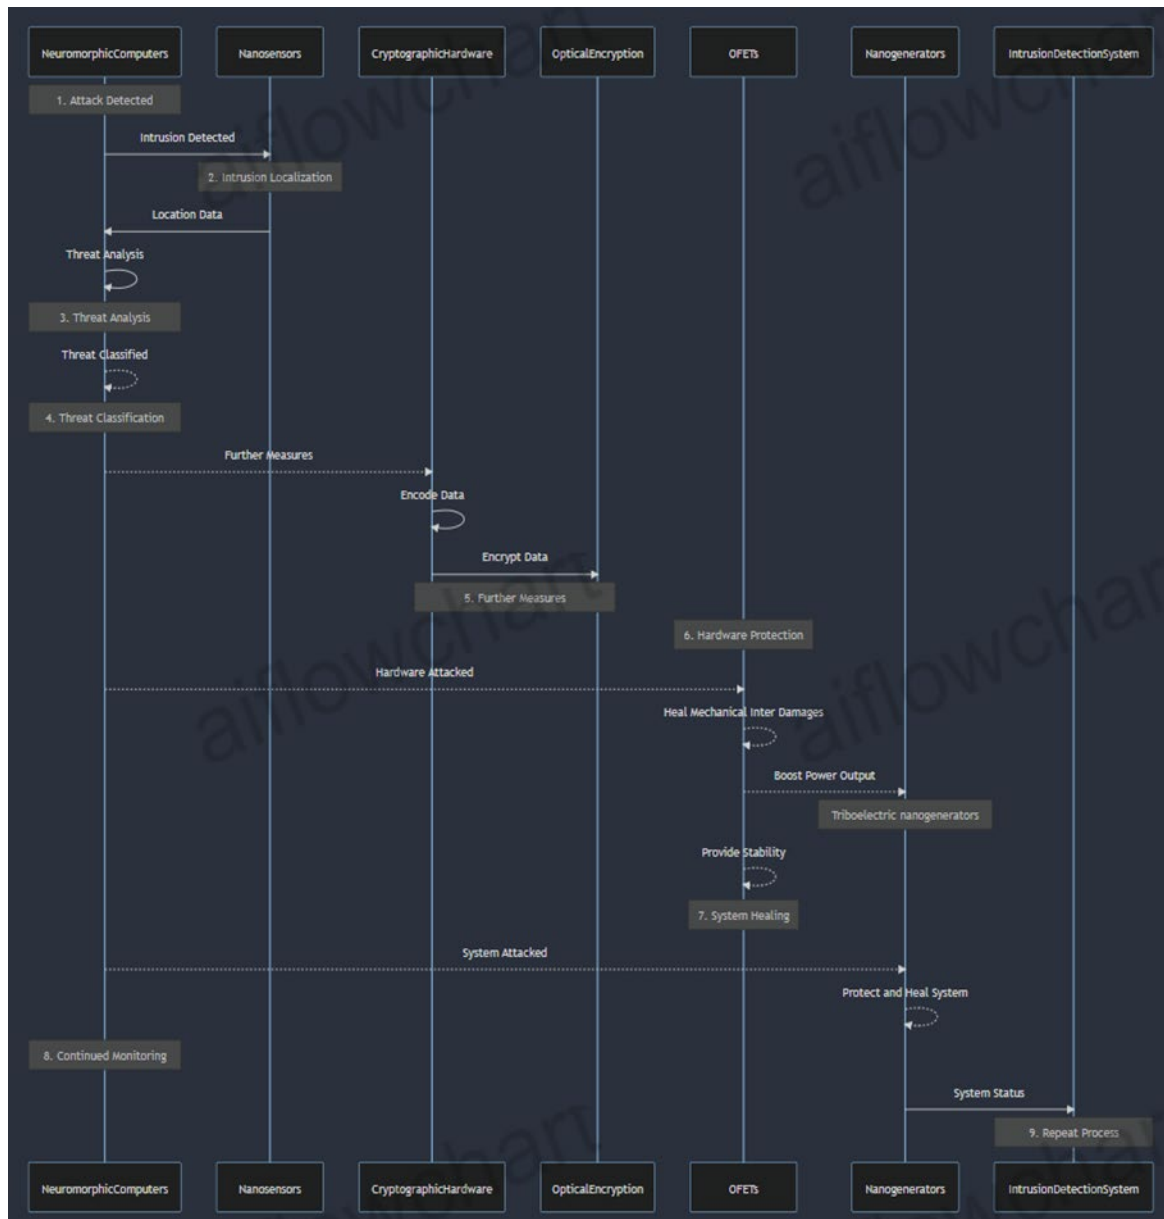 NeuromorphicComputers
Nanosensors
CryptographicHardware
OpticalEncryption
OFETs
Nanogenerators
IntrusionDetectionSystem
1. Attack Detected
Intrusion Detected
2. Intrusion Localization
Location Data
Threat Analysis
3. Threat Analysis
Threat Classified
4. Threat Classification
Further Measures
Encode Data
Encrypt Data
5. Further Measures
6. Hardware Protection
Hardware Attacked
Heal Mechanical Inter Damages
Boost Power Output
Triboelectric nanogenerators
Provide Stability
7. System Healing
System Attacked
Protect and Heal System
8. Continued Monitoring
System Status
9. Repeat Process
NeuromorphicComputers
Nanosensors
CryptographicHardware
OpticalEncryption
OFETs
Nanogenerators
IntrusionDetectionSystem
aiflowchart
aiflowchart
aiflowchart
aiflowchart